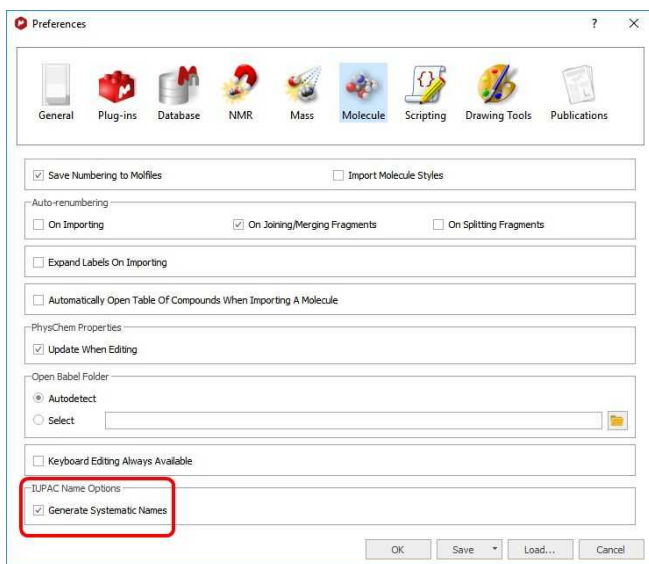 Preferences
?
General Plug-ins Database NMR Mass Molecule Scripting Drawing Tools Publications
Save Numbering to Molfiles Import Molecule Styles
Auto-renumbering
On Importing On Joining/Merging Fragments On Splitting Fragments
Expand Labels On Importing
Automatically Open Table Of Compounds When Importing A Molecule
PhysChem Properties
Update When Editing
Open Babel Folder
Autodetect
Select
Keyboard Editing Always Available
IUPAC Name Options
Generate Systematic Names
OK Save Load... Cancel